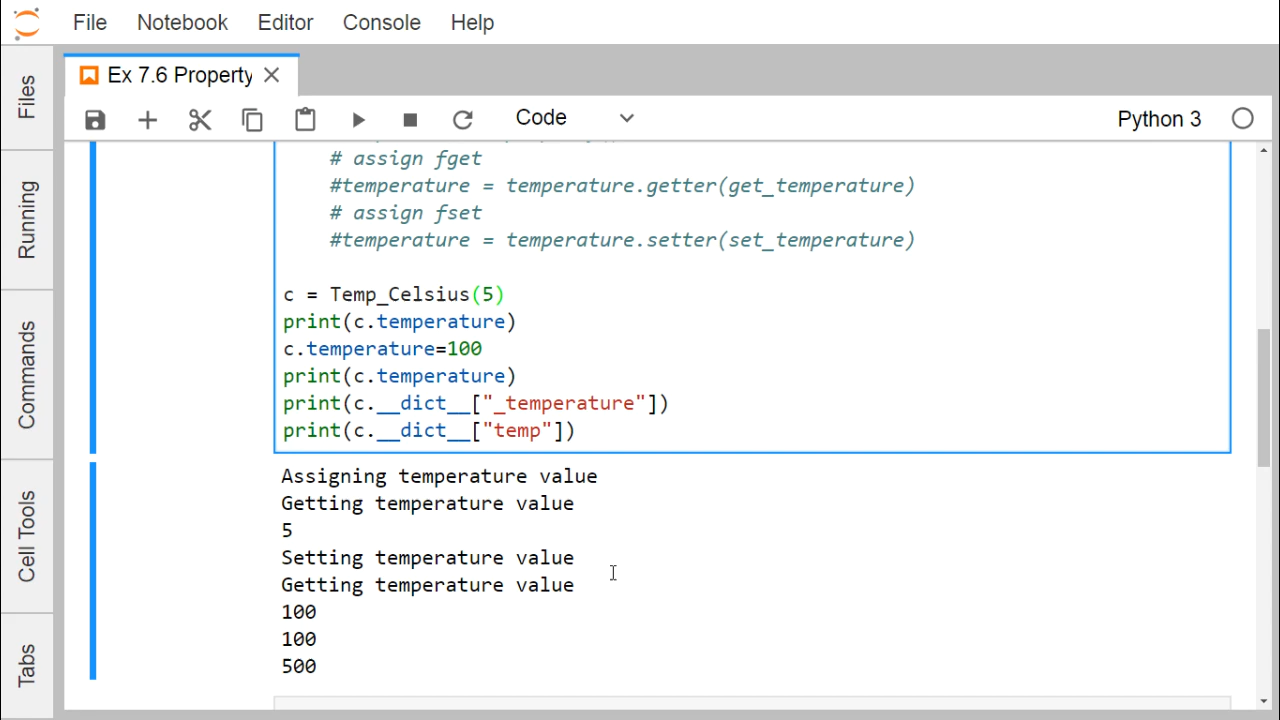 File Notebook Editor Console Help
Ex 7.6 Property
Code Python 3
Files
Running
Commands
Cell Tools
Tabs
# assign fget
#temperature = temperature.getter(get_temperature)
# assign fset
#temperature = temperature.setter(set_temperature)
c = Temp_Celsius(5)
print(c.temperature)
c.temperature=100
print(c.temperature)
print(c.__dict__["_temperature"])
print(c.__dict__["temp"])
Assigning temperature value
Getting temperature value
5
Setting temperature value
Getting temperature value
100
100
500